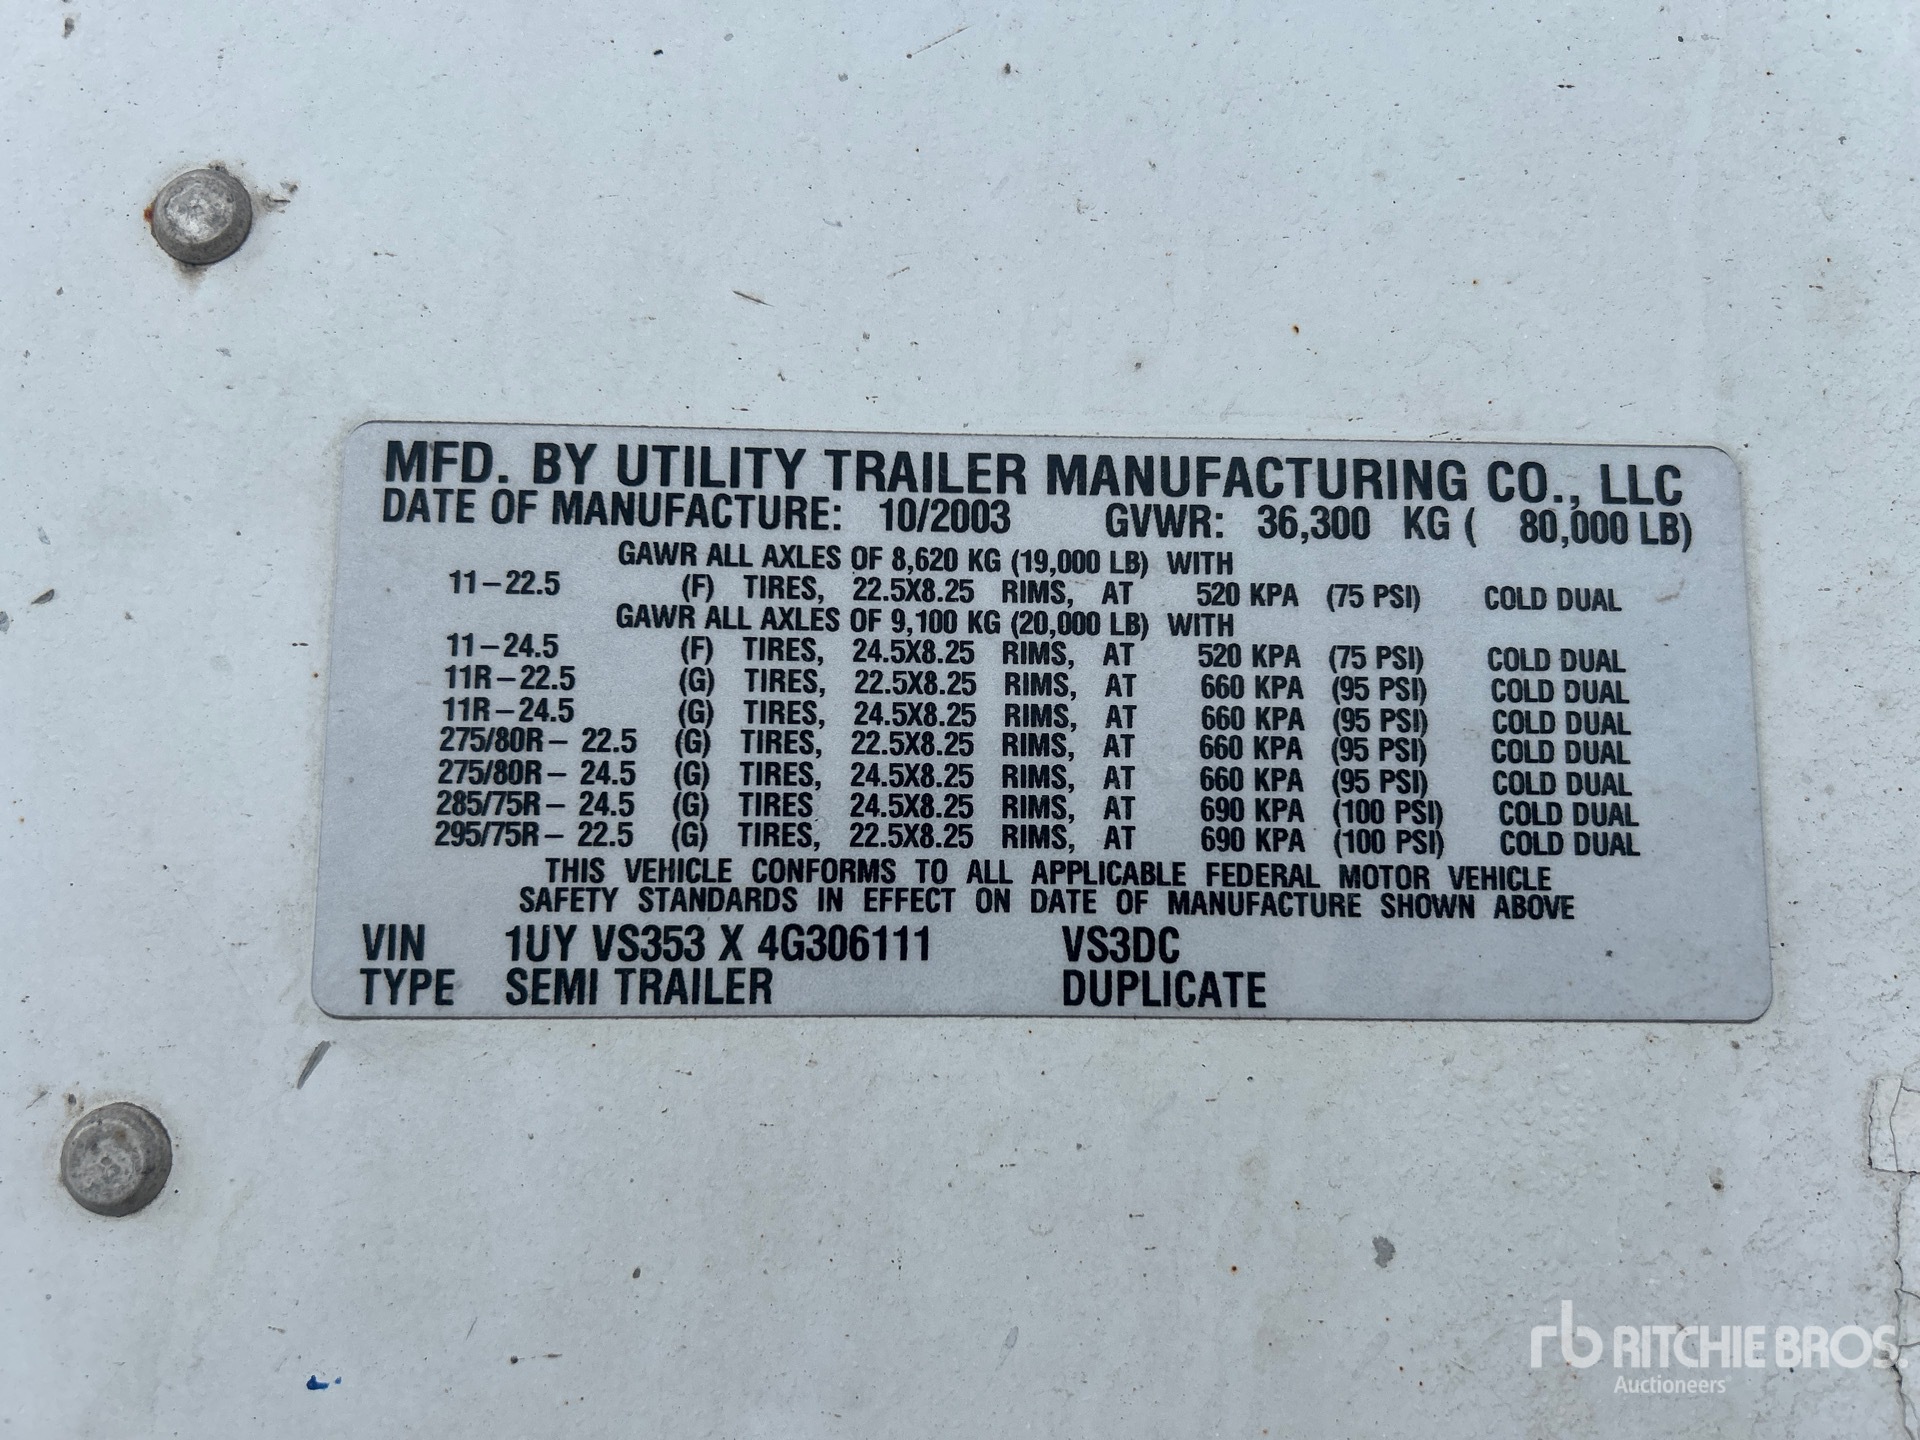 MFD. BY UTILITY TRAILER MANUFACTURING CO., LLC
DATE OF MANUFACTURE: 10/2003 GVWR: 36,300 KG ( 80,000 LB)
GAWR ALL AXLES OF 8,620 KG (19,000 LB) WITH
11-22.5 (F) TIRES, 22.5X8.25 RIMS, AT 520 KPA (75 PSI) COLD DUAL
GAWR ALL AXLES OF 9,100 KG (20,000 LB) WITH
11-24.5 (F) TIRES, 24.5X8.25 RIMS, AT 520 KPA (75 PSI) COLD DUAL
11R-22.5 (G) TIRES, 22.5X8.25 RIMS, AT 660 KPA (95 PSI) COLD DUAL
11R-24.5 (G) TIRES, 24.5X8.25 RIMS, AT 660 KPA (95 PSI) COLD DUAL
275/80R- 22.5 (G) TIRES, 22.5X8.25 RIMS, AT 660 KPA (95 PSI) COLD DUAL
275/80R- 24.5 (G) TIRES, 24.5X8.25 RIMS, AT 660 KPA (95 PSI) COLD DUAL
285/75R- 24.5 (G) TIRES 24.5X8.25 RIMS, AT 690 KPA (100 PSI) COLD DUAL
295/75R- 22.5 (G) TIRES, 22.5X8.25 RIMS, AT 690 KPA (100 PSI) COLD DUAL
THIS VEHICLE CONFORMS TO ALL APPLICABLE FEDERAL MOTOR VEHICLE
SAFETY STANDARDS IN EFFECT ON DATE OF MANUFACTURE SHOWN ABOVE
VIN 1UY VS353 X 4G306111 VS3DC
TYPE SEMI TRAILER DUPLICATE
rb RITCHIE BROS.
Auctioneers